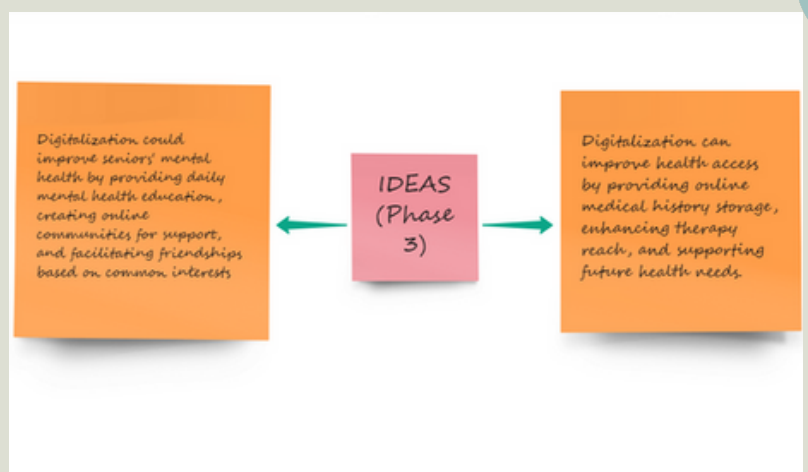 Digitalization could
improve seniors' mental
health by providing daily
mental health education,
creating online
communities for support,
and facilitating friendships
based on common interests
IDEAS
(Phase
3)
Digitalization can
improve health access
by providing online
medical history storage,
enhancing therapy
reach, and supporting
future health needs.